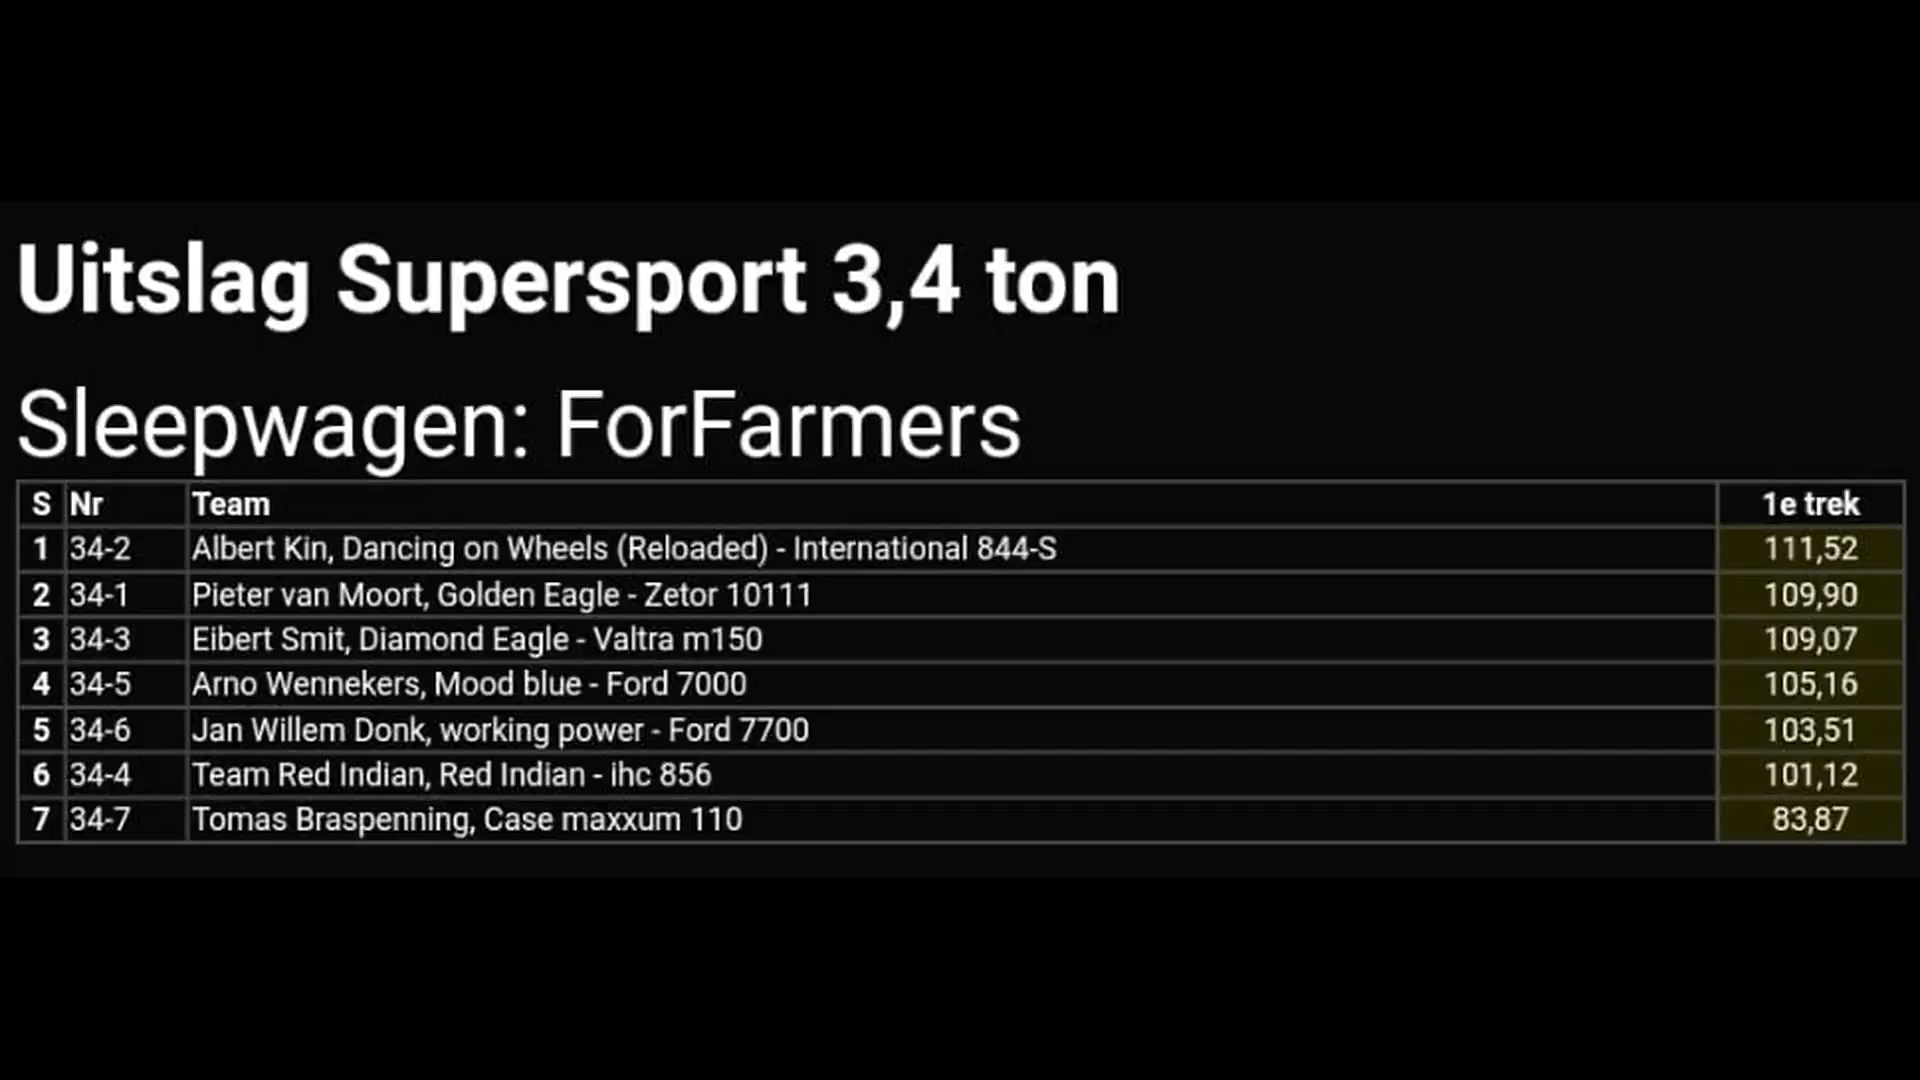 Uitslag Supersport 3,4 ton
Sleepwagen: ForFarmers
S Nr Team 1e trek
1 34-2 Albert Kin, Dancing on Wheels (Reloaded) - International 844-S 111,52
2 34-1 Pieter van Moort, Golden Eagle - Zetor 10111 109,90
3 34-3 Eibert Smit, Diamond Eagle - Valtra m150 109,07
4 34-5 Arno Wennekers, Mood blue - Ford 7000 105,16
5 34-6 Jan Willem Donk, working power - Ford 7700 103,51
6 34-4 Team Red Indian, Red Indian - ihc 856 101,12
7 34-7 Tomas Braspenning, Case maxxum 110 83,87